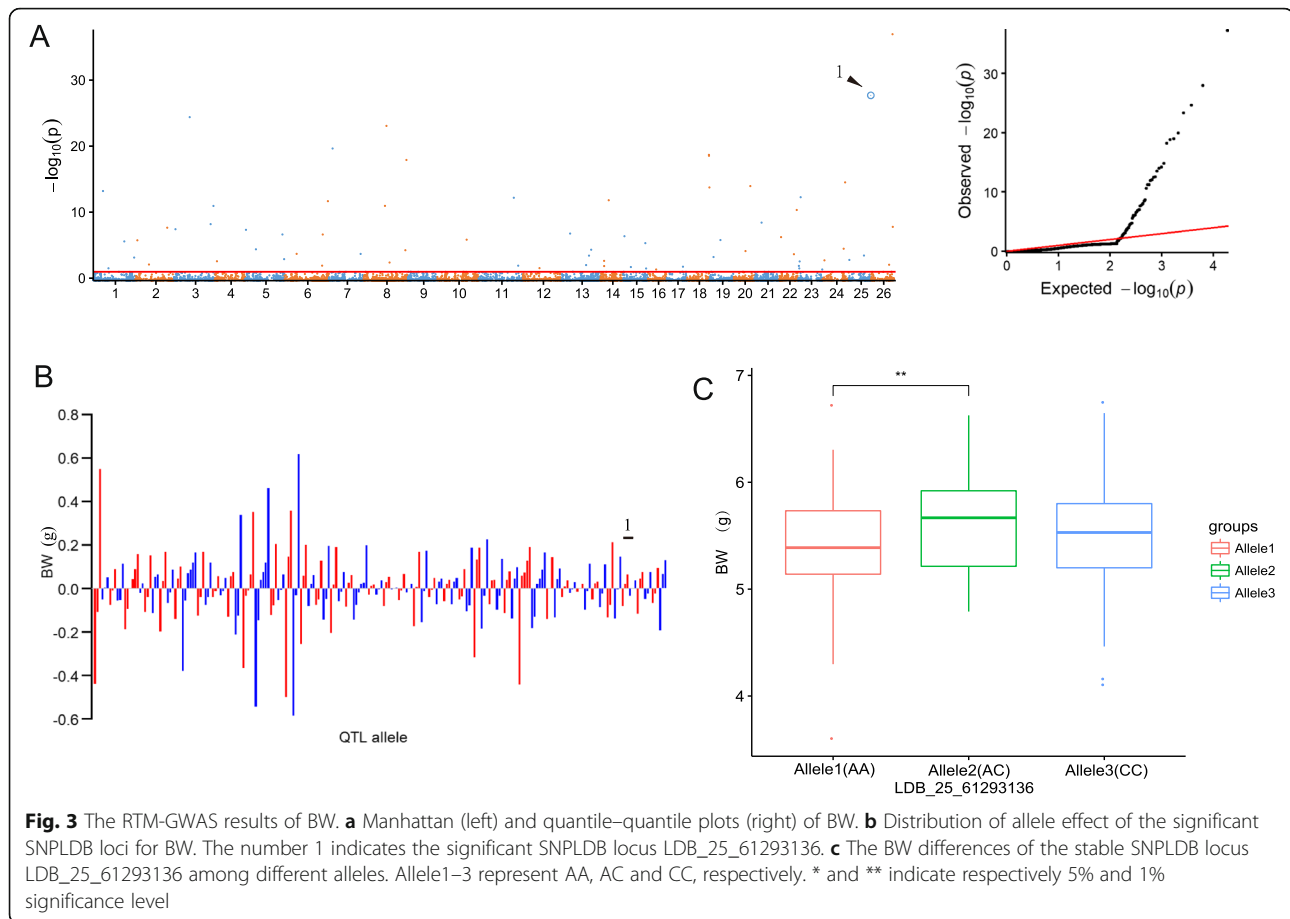 A
−log10(p)
30
20
10
0
1
1 2 3 4 5 6 7 8 9 10 11 12 13 14 15 16 17 18 19 20 21 22 23 24 25 26
Observed −log10(p)
30
20
10
0
0 1 2 3 4
Expected −log10(p)
B
BW (g)
0.8
0.6
0.4
0.2
0.0
-0.2
-0.4
-0.6
1
QTL allele
C
BW (g)
7
6
5
4
**
Allele1(AA) Allele2(AC) Allele3(CC)
LDB_25_61293136
groups
Allele1
Allele2
Allele3
Fig. 3 The RTM-GWAS results of BW. a Manhattan (left) and quantile–quantile plots (right) of BW. b Distribution of allele effect of the significant
SNPLDB loci for BW. The number 1 indicates the significant SNPLDB locus LDB_25_61293136. c The BW differences of the stable SNPLDB locus
LDB_25_61293136 among different alleles. Allele1–3 represent AA, AC and CC, respectively. * and ** indicate respectively 5% and 1%
significance level